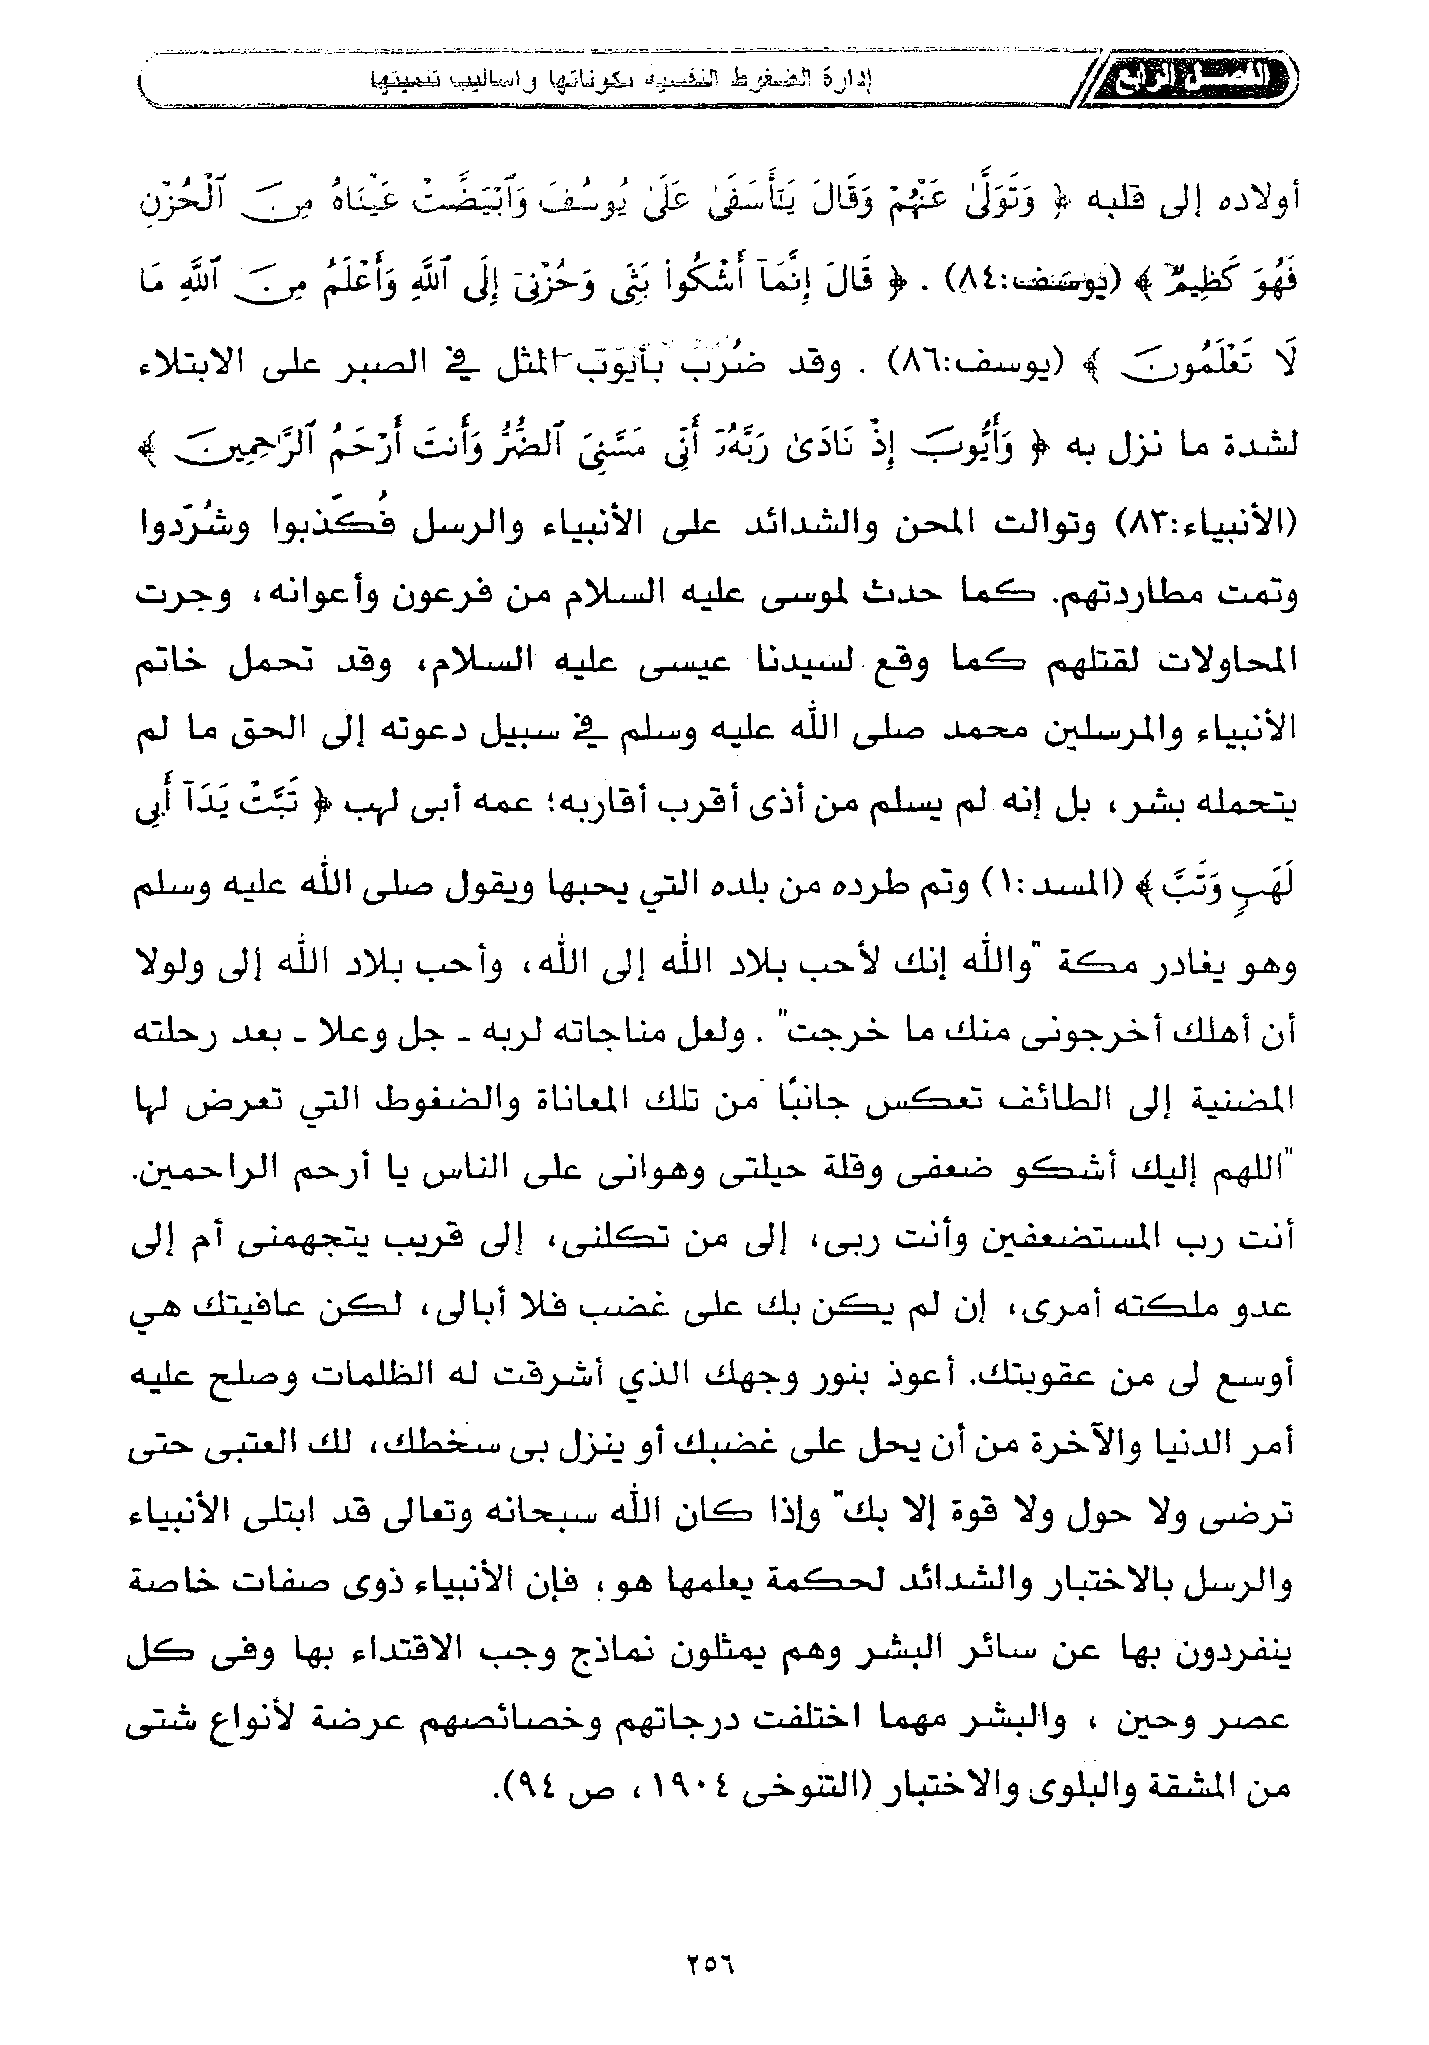 الفصل الرابع
إدارة الضغوط النفسية مكوناتها وأساليب تنميتها
أولاده إلى قلبه ﴿ وَتَوَلَّىٰ عَنْهُمْ وَقَالَ يَٰٓأَسَفَىٰ عَلَىٰ يُوسُفَ وَٱبْيَضَّتْ عَيْنَاهُ مِنَ ٱلْحُزْنِ
فَهُوَ كَظِيمٌ ﴾ (يوسف:٨٤) . ﴿ قَالَ إِنَّمَآ أَشْكُوا۟ بَثِّى وَحُزْنِىٓ إِلَى ٱللَّهِ وَأَعْلَمُ مِنَ ٱللَّهِ مَا
لَا تَعْلَمُونَ ﴾ (يوسف:٨٦) . وقد ضُرب بأيوب المثل في الصبر على الابتلاء
لشدة ما نزل به ﴿ وَأَيُّوبَ إِذْ نَادَىٰ رَبَّهُۥٓ أَنِّى مَسَّنِىَ ٱلضُّرُّ وَأَنتَ أَرْحَمُ ٱلرَّٰحِمِينَ ﴾
(الأنبياء:٨٣) وتوالت المحن والشدائد على الأنبياء والرسل فُكَذبوا وشُرَدوا
وتمت مطاردتهم. كما حدث لموسى عليه السلام من فرعون وأعوانه، وجرت
المحاولات لقتلهم كما وقع لسيدنا عيسى عليه السلام، وقد تحمل خاتم
الأنبياء والمرسلين محمد صلى الله عليه وسلم في سبيل دعوته إلى الحق ما لم
يتحمله بشر، بل إنه لم يسلم من أذى أقرب أقاربه؛ عمه أبى لهب ﴿ تَبَّتْ يَدَآ أَبِى
لَهَبٍ وَتَبَّ ﴾ (المسد:١) وتم طرده من بلده التي يحبها ويقول صلى الله عليه وسلم
وهو يغادر مكة "والله إنك لأحب بلاد الله إلى الله، وأحب بلاد الله إلى ولولا
أن أهلك أخرجونى منك ما خرجت" . ولعل مناجاته لربه - جل وعلا - بعد رحلته
المضنية إلى الطائف تعكس جانبًا من تلك المعاناة والضغوط التي تعرض لها
"اللهم إليك أشكو ضعفى وقلة حيلتى وهوانى على الناس يا أرحم الراحمين.
أنت رب المستضعفين وأنت ربى، إلى من تكلنى، إلى قريب يتجهمنى أم إلى
عدو ملكته أمرى، إن لم يكن بك على غضب فلا أبالى، لكن عافيتك هي
أوسع لى من عقوبتك. أعوذ بنور وجهك الذي أشرقت له الظلمات وصلح عليه
أمر الدنيا والآخرة من أن يحل على غضبك أو ينزل بى سخطك، لك العتبى حتى
ترضى ولا حول ولا قوة إلا بك" وإذا كان الله سبحانه وتعالى قد ابتلى الأنبياء
والرسل بالاختبار والشدائد لحكمة يعلمها هو، فإن الأنبياء ذوى صفات خاصة
ينفردون بها عن سائر البشر وهم يمثلون نماذج وجب الاقتداء بها وفى كل
عصر وحين ، والبشر مهما اختلفت درجاتهم وخصائصهم عرضة لأنواع شتى
من المشقة والبلوى والاختبار (التنوخى ١٩٠٤، ص ٩٤).
٢٥٦